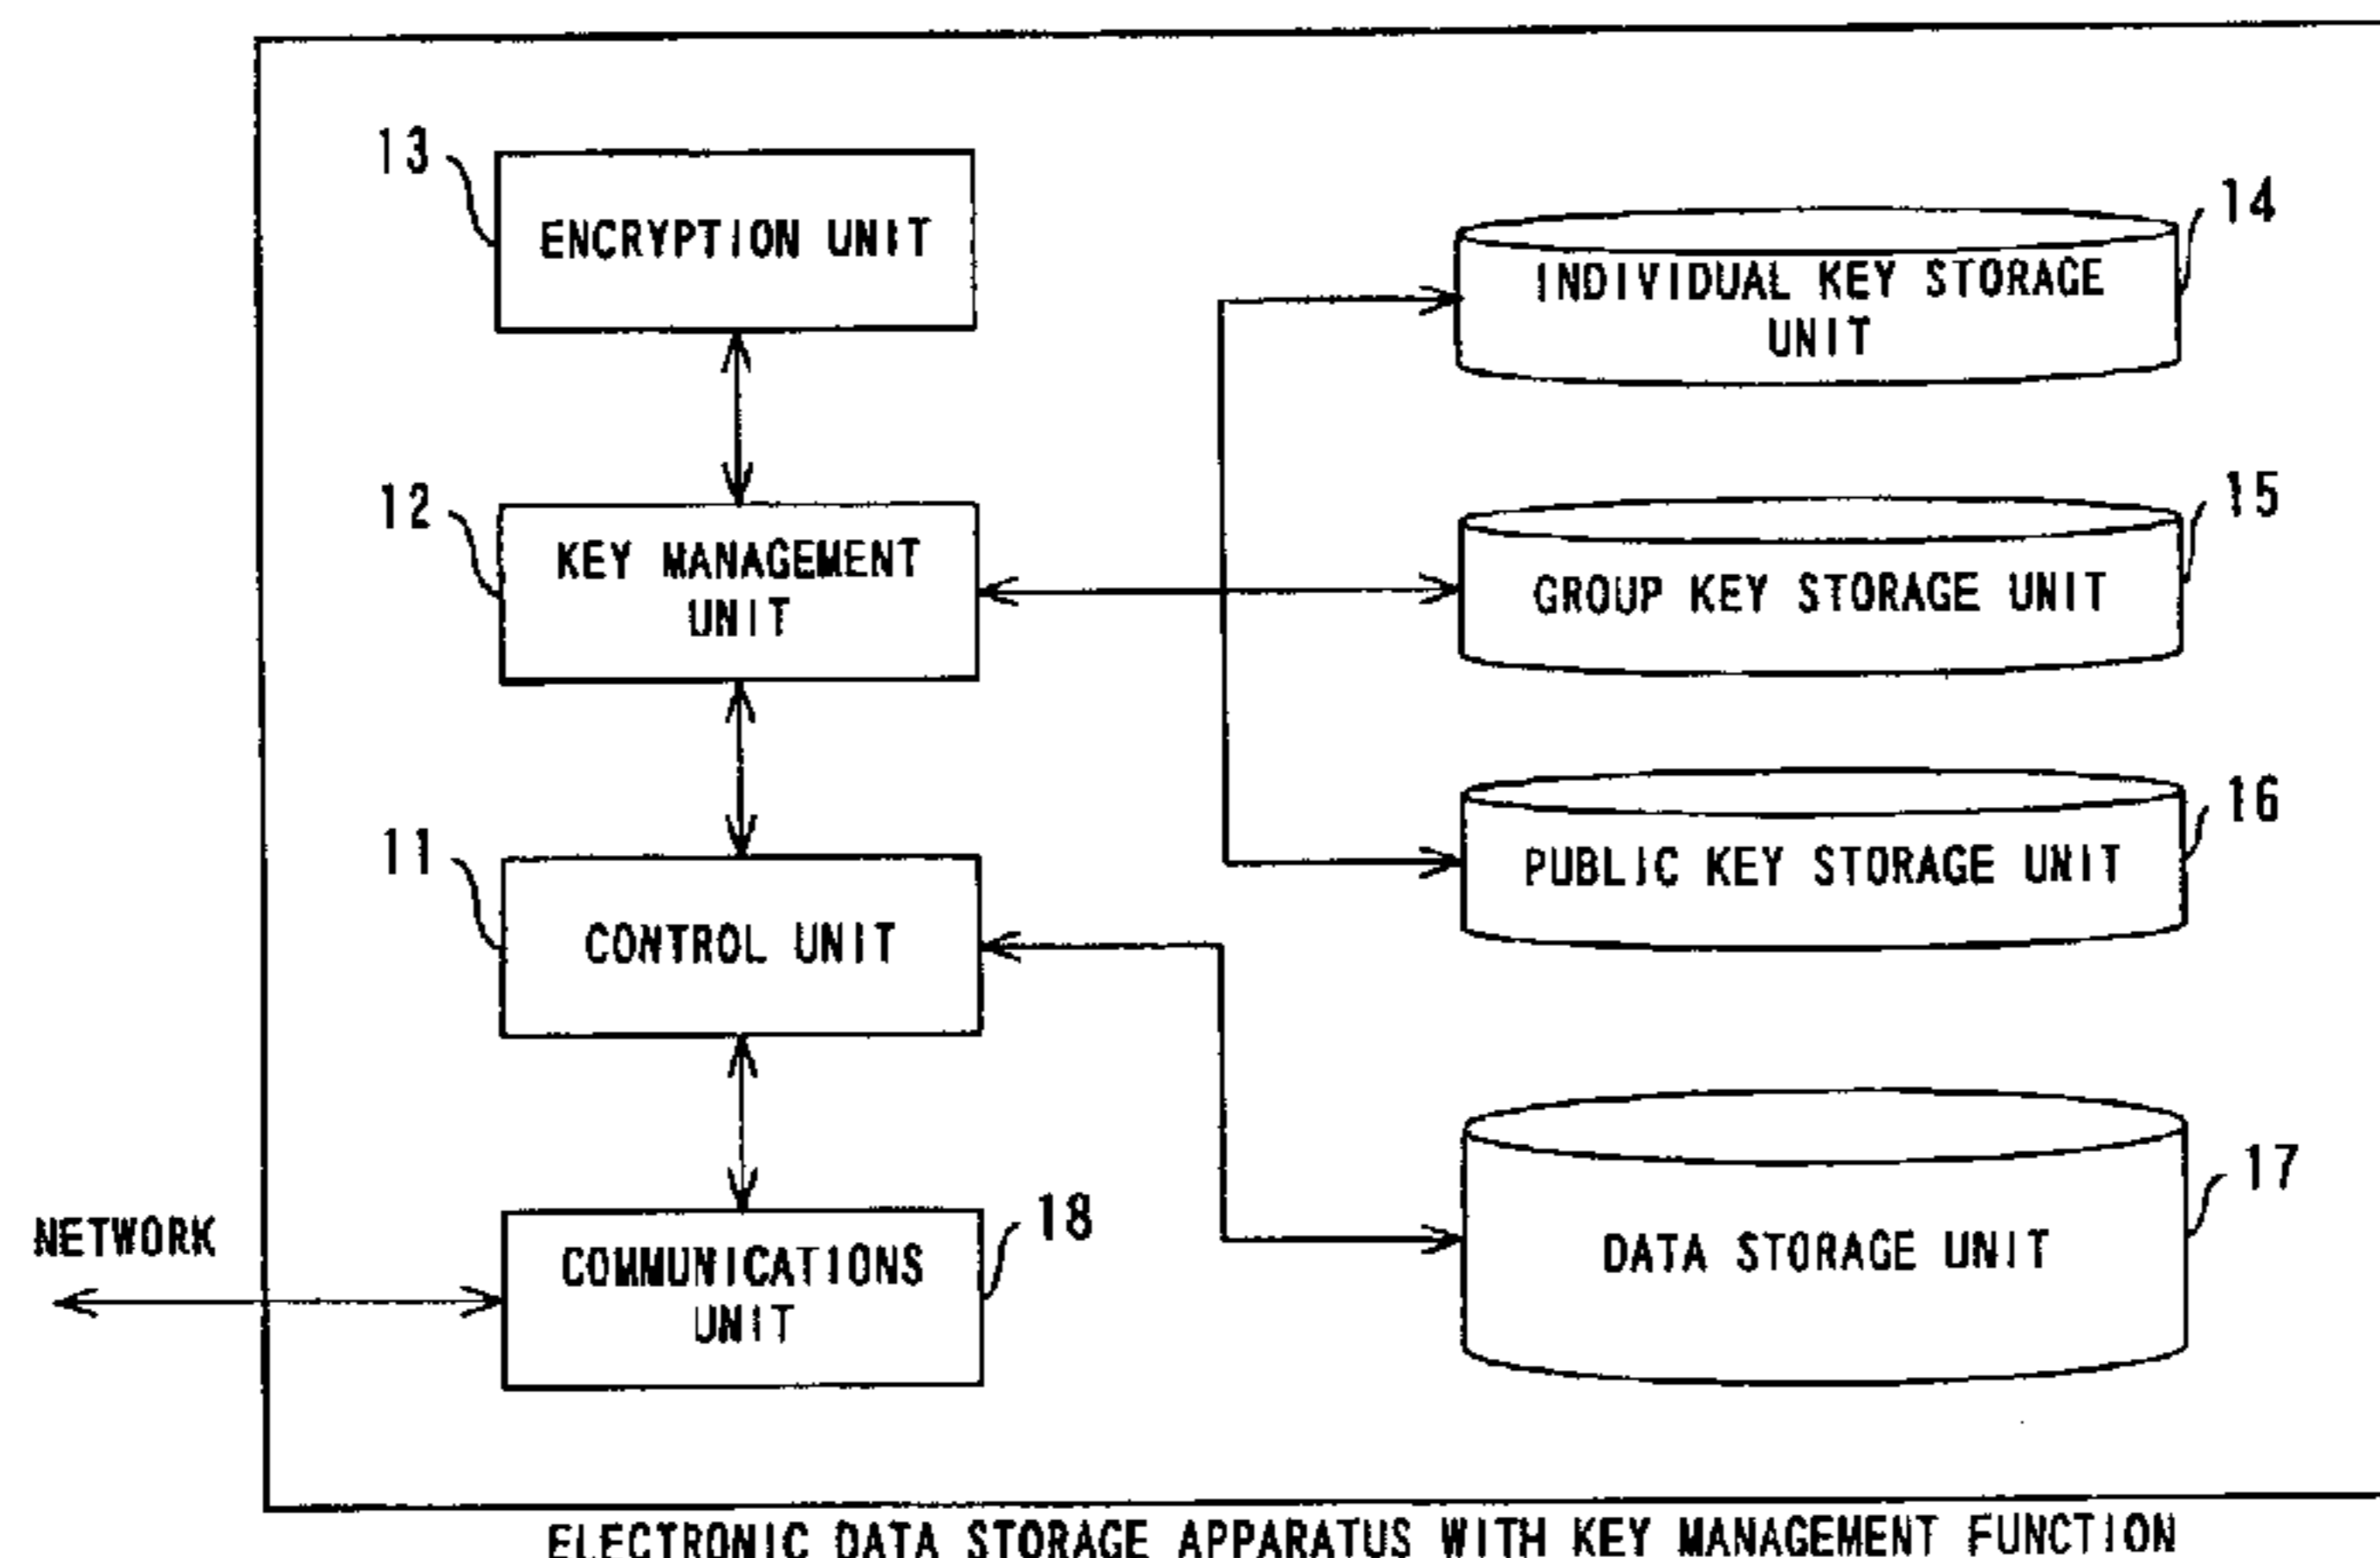 13
ENCRYPTION UNIT
14
INDIVIDUAL KEY STORAGE
UNIT
12
KEY MANAGEMENT
UNIT
15
GROUP KEY STORAGE UNIT
11
CONTROL UNIT
16
PUBLIC KEY STORAGE UNIT
NETWORK
18
COMMUNICATIONS
UNIT
17
DATA STORAGE UNIT
ELECTRONIC DATA STORAGE APPARATUS WITH KEY MANAGEMENT FUNCTION